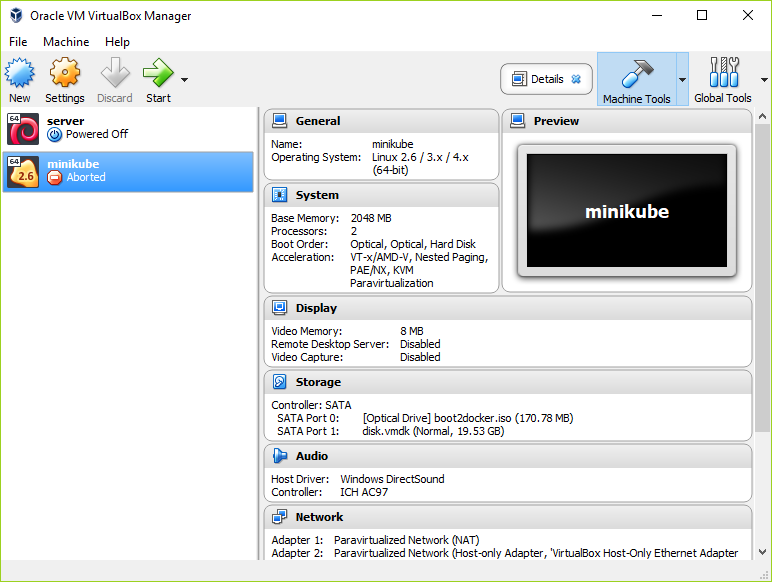 Oracle VM VirtualBox Manager
File Machine Help
New Settings Discard Start
Details
Machine Tools
Global Tools
64
server
Powered Off
64
2.6
minikube
Aborted
General
Name: minikube
Operating System: Linux 2.6 / 3.x / 4.x
(64-bit)
Preview
minikube
System
Base Memory: 2048 MB
Processors: 2
Boot Order: Optical, Optical, Hard Disk
Acceleration: VT-x/AMD-V, Nested Paging,
PAE/NX, KVM
Paravirtualization
Display
Video Memory: 8 MB
Remote Desktop Server: Disabled
Video Capture: Disabled
Storage
Controller: SATA
SATA Port 0: [Optical Drive] boot2docker.iso (170.78 MB)
SATA Port 1: disk.vmdk (Normal, 19.53 GB)
Audio
Host Driver: Windows DirectSound
Controller: ICH AC97
Network
Adapter 1: Paravirtualized Network (NAT)
Adapter 2: Paravirtualized Network (Host-only Adapter, 'VirtualBox Host-Only Ethernet Adapter